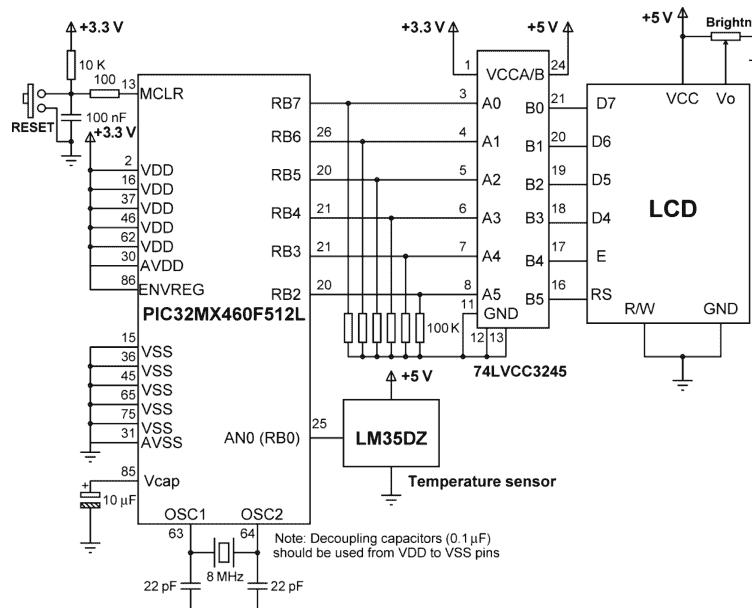 +3.3 V
10 K
100
13
MCLR
RESET
100 nF
+3.3 V
2
VDD
16
VDD
37
VDD
46
VDD
62
VDD
30
AVDD
86
ENVREG
PIC32MX460F512L
15
VSS
36
VSS
45
VSS
65
VSS
75
VSS
31
AVSS
85
Vcap
+
10 µF
OSC1
OSC2
63
64
8 MHz
22 pF
22 pF
RB7
RB6
26
RB5
20
RB4
21
RB3
21
RB2
20
AN0 (RB0)
25
100 K
+3.3 V
+5 V
1
VCCA/B
24
3
A0
B0
21
4
A1
B1
20
5
A2
B2
19
6
A3
B3
18
7
A4
B4
17
8
A5
B5
16
11
GND
12
13
74LVCC3245
+5 V
Brightn
VCC
Vo
D7
D6
D5
D4
E
RS
LCD
R/W
GND
+5 V
LM35DZ
Temperature sensor
Note: Decoupling capacitors (0.1 µF)
should be used from VDD to VSS pins